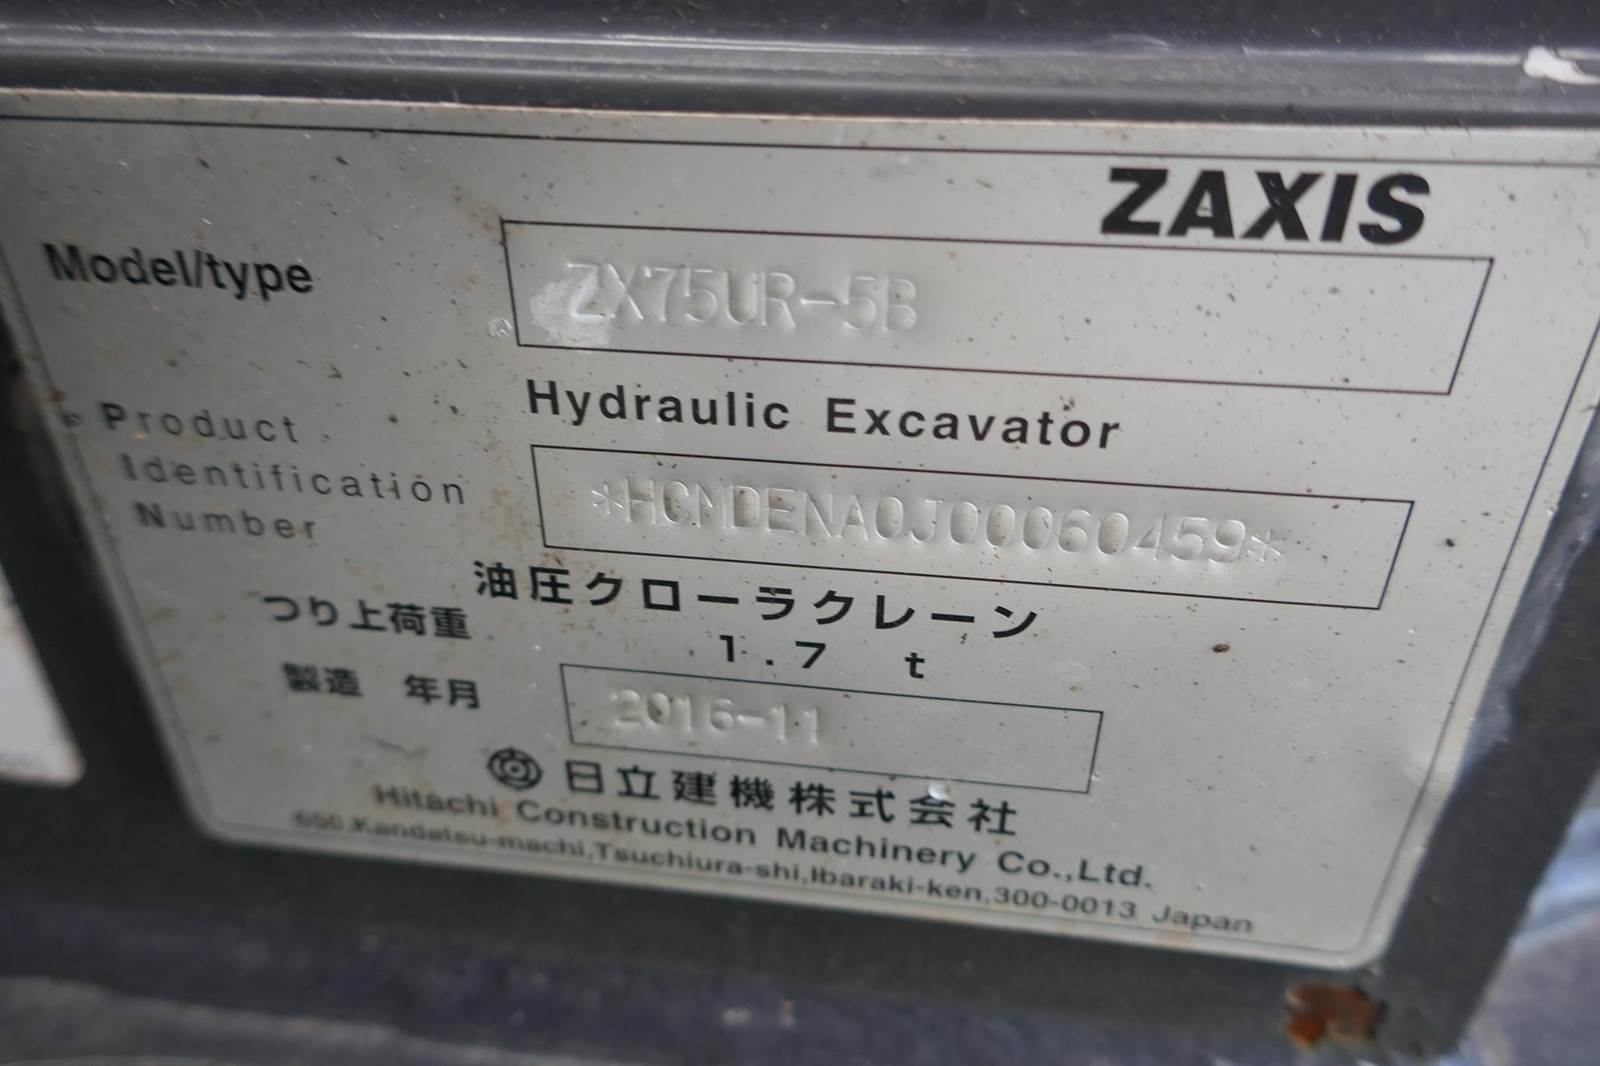 ZAXIS
Model/type ZX75UR-5B
Hydraulic Excavator
Product
Identification
Number
*HCMDENA0J00060459*
油圧クローラクレーン
つり上荷重 1.7 t
製造 年月 2016-11
日立建機株式会社
Hitachi Construction Machinery Co.,Ltd.
650,Kandatsu-machi,Tsuchiura-shi,Ibaraki-ken,300-0013 Japan